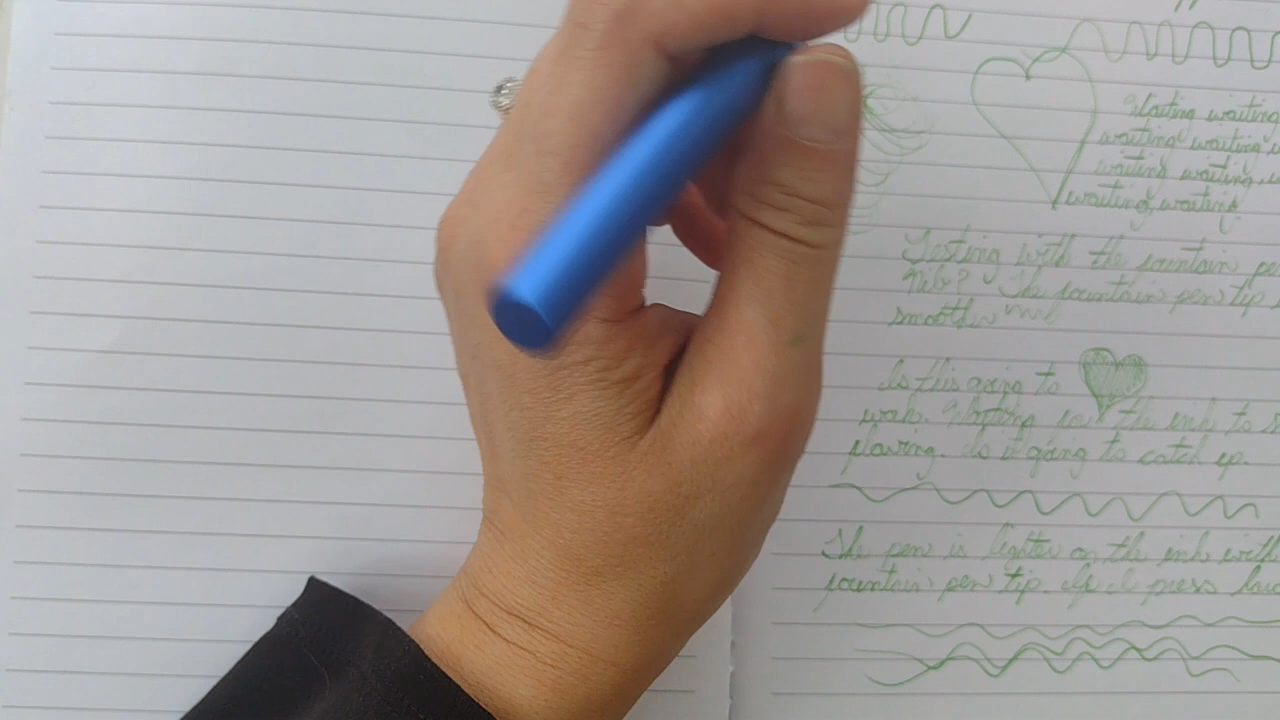 Waiting waiting
waiting waiting
waiting waiting
waiting, waiting
Testing with the fountain pe
Nib? The fountain pen tip
smoother
Is this going to
work. Waiting for the ink to s
flowing. Is it going to catch up.
The pen is lighter on the ink with
fountain pen tip. If I press har